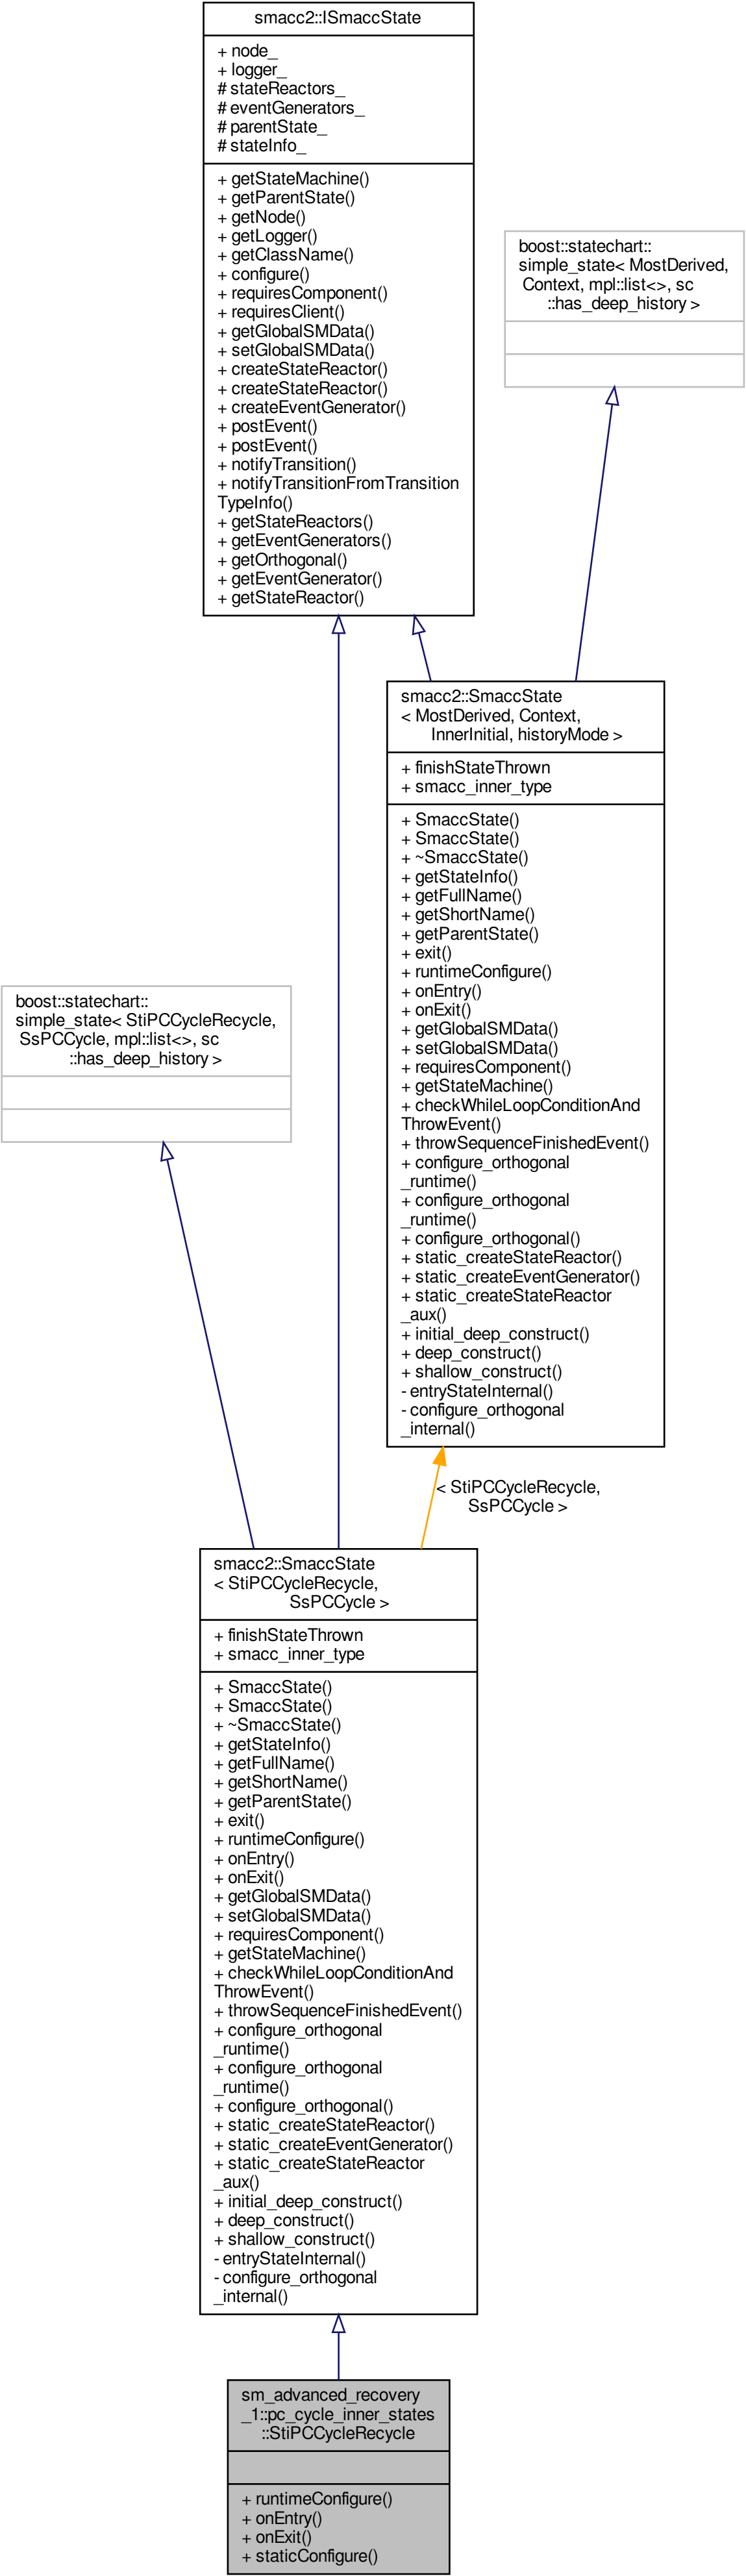 smacc2::ISmaccState
+ node_
+ logger_
# stateReactors_
# eventGenerators_
# parentState_
# stateInfo_
+ getStateMachine()
+ getParentState()
+ getNode()
+ getLogger()
+ getClassName()
+ configure()
+ requiresComponent()
+ requiresClient()
+ getGlobalSMData()
+ setGlobalSMData()
+ createStateReactor()
+ createStateReactor()
+ createEventGenerator()
+ postEvent()
+ postEvent()
+ notifyTransition()
+ notifyTransitionFromTransition
TypeInfo()
+ getStateReactors()
+ getEventGenerators()
+ getOrthogonal()
+ getEventGenerator()
+ getStateReactor()
boost::statechart::
simple_state< MostDerived,
Context, mpl::list<>, sc
::has_deep_history >
smacc2::SmaccState
< MostDerived, Context,
InnerInitial, historyMode >
+ finishStateThrown
+ smacc_inner_type
+ SmaccState()
+ SmaccState()
+ ~SmaccState()
+ getStateInfo()
+ getFullName()
+ getShortName()
+ getParentState()
+ exit()
+ runtimeConfigure()
+ onEntry()
+ onExit()
+ getGlobalSMData()
+ setGlobalSMData()
+ requiresComponent()
+ getStateMachine()
+ checkWhileLoopConditionAnd
ThrowEvent()
+ throwSequenceFinishedEvent()
+ configure_orthogonal
_runtime()
+ configure_orthogonal
_runtime()
+ configure_orthogonal()
+ static_createStateReactor()
+ static_createEventGenerator()
+ static_createStateReactor
_aux()
+ initial_deep_construct()
+ deep_construct()
+ shallow_construct()
- entryStateInternal()
- configure_orthogonal
_internal()
boost::statechart::
simple_state< StiPCCycleRecycle,
SsPCCycle, mpl::list<>, sc
::has_deep_history >
< StiPCCycleRecycle,
SsPCCycle >
smacc2::SmaccState
< StiPCCycleRecycle,
SsPCCycle >
+ finishStateThrown
+ smacc_inner_type
+ SmaccState()
+ SmaccState()
+ ~SmaccState()
+ getStateInfo()
+ getFullName()
+ getShortName()
+ getParentState()
+ exit()
+ runtimeConfigure()
+ onEntry()
+ onExit()
+ getGlobalSMData()
+ setGlobalSMData()
+ requiresComponent()
+ getStateMachine()
+ checkWhileLoopConditionAnd
ThrowEvent()
+ throwSequenceFinishedEvent()
+ configure_orthogonal
_runtime()
+ configure_orthogonal
_runtime()
+ configure_orthogonal()
+ static_createStateReactor()
+ static_createEventGenerator()
+ static_createStateReactor
_aux()
+ initial_deep_construct()
+ deep_construct()
+ shallow_construct()
- entryStateInternal()
- configure_orthogonal
_internal()
sm_advanced_recovery
_1::pc_cycle_inner_states
::StiPCCycleRecycle
+ runtimeConfigure()
+ onEntry()
+ onExit()
+ staticConfigure()